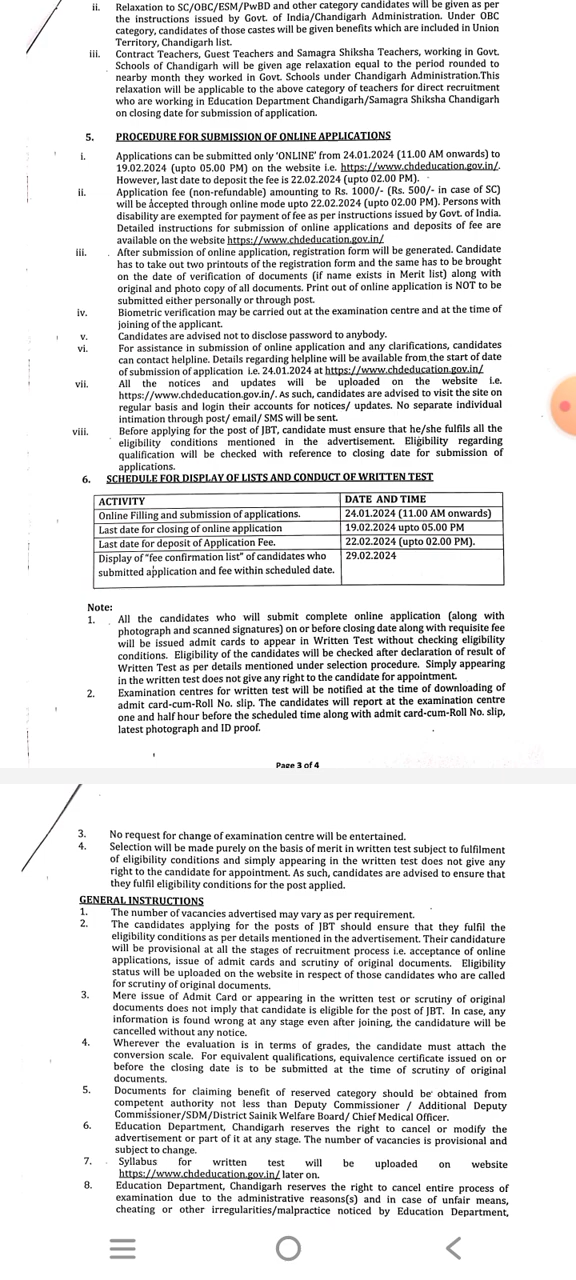 ii. Relaxation to SC/OBC/ESM/PwBD and other category candidates will be given as per
the instructions issued by Govt. of India/Chandigarh Administration. Under OBC
category, candidates of those castes will be given benefits which are included in Union
Territory, Chandigarh list.
iii. Contract Teachers, Guest Teachers and Samagra Shiksha Teachers, working in Govt.
Schools of Chandigarh will be given age relaxation equal to the period rounded to
nearby month they worked in Govt. Schools under Chandigarh Administration.This
relaxation will be applicable to the above category of teachers for direct recruitment
who are working in Education Department Chandigarh/Samagra Shiksha Chandigarh
on closing date for submission of application.
5. PROCEDURE FOR SUBMISSION OF ONLINE APPLICATIONS
i. Applications can be submitted only 'ONLINE' from 24.01.2024 (11.00 AM onwards) to
19.02.2024 (upto 05.00 PM) on the website i.e. https://www.chdeducation.gov.in/.
However, last date to deposit the fee is 22.02.2024 (upto 02.00 PM).
ii. Application fee (non-refundable) amounting to Rs. 1000/- (Rs. 500/- in case of SC)
will be accepted through online mode upto 22.02.2024 (upto 02.00 PM). Persons with
disability are exempted for payment of fee as per instructions issued by Govt. of India.
Detailed instructions for submission of online applications and deposits of fee are
available on the website https://www.chdeducation.gov.in/
iii. After submission of online application, registration form will be generated. Candidate
has to take out two printouts of the registration form and the same has to be brought
on the date of verification of documents (if name exists in Merit list) along with
original and photo copy of all documents. Print out of online application is NOT to be
submitted either personally or through post.
iv. Biometric verification may be carried out at the examination centre and at the time of
joining of the applicant.
v. Candidates are advised not to disclose password to anybody.
vi. For assistance in submission of online application and any clarifications, candidates
can contact helpline. Details regarding helpline will be available from the start of date
of submission of application i.e. 24.01.2024 at https://www.chdeducation.gov.in/
vii. All the notices and updates will be uploaded on the website i.e.
https://www.chdeducation.gov.in/. As such, candidates are advised to visit the site on
regular basis and login their accounts for notices/ updates. No separate individual
intimation through post/ email/ SMS will be sent.
viii. Before applying for the post of JBT, candidate must ensure that he/she fulfils all the
eligibility conditions mentioned in the advertisement. Eligibility regarding
qualification will be checked with reference to closing date for submission of
applications.
6. SCHEDULE FOR DISPLAY OF LISTS AND CONDUCT OF WRITTEN TEST
ACTIVITY DATE AND TIME
Online Filling and submission of applications. 24.01.2024 (11.00 AM onwards)
Last date for closing of online application 19.02.2024 upto 05.00 PM
Last date for deposit of Application Fee. 22.02.2024 (upto 02.00 PM).
Display of "fee confirmation list" of candidates who 29.02.2024
submitted application and fee within scheduled date.
Note:
1. All the candidates who will submit complete online application (along with
photograph and scanned signatures) on or before closing date along with requisite fee
will be issued admit cards to appear in Written Test without checking eligibility
conditions. Eligibility of the candidates will be checked after declaration of result of
Written Test as per details mentioned under selection procedure. Simply appearing
in the written test does not give any right to the candidate for appointment.
2. Examination centres for written test will be notified at the time of downloading of
admit card-cum-Roll No. slip. The candidates will report at the examination centre
one and half hour before the scheduled time along with admit card-cum-Roll No. slip,
latest photograph and ID proof.
Page 3 of 4
3. No request for change of examination centre will be entertained.
4. Selection will be made purely on the basis of merit in written test subject to fulfilment
of eligibility conditions and simply appearing in the written test does not give any
right to the candidate for appointment. As such, candidates are advised to ensure that
they fulfil eligibility conditions for the post applied.
GENERAL INSTRUCTIONS
1. The number of vacancies advertised may vary as per requirement.
2. The candidates applying for the posts of JBT should ensure that they fulfil the
eligibility conditions as per details mentioned in the advertisement. Their candidature
will be provisional at all the stages of recruitment process i.e. acceptance of online
applications, issue of admit cards and scrutiny of original documents. Eligibility
status will be uploaded on the website in respect of those candidates who are called
for scrutiny of original documents.
3. Mere issue of Admit Card or appearing in the written test or scrutiny of original
documents does not imply that candidate is eligible for the post of JBT. In case, any
information is found wrong at any stage even after joining, the candidature will be
cancelled without any notice.
4. Wherever the evaluation is in terms of grades, the candidate must attach the
conversion scale. For equivalent qualifications, equivalence certificate issued on or
before the closing date is to be submitted at the time of scrutiny of original
documents.
5. Documents for claiming benefit of reserved category should be obtained from
competent authority not less than Deputy Commissioner / Additional Deputy
Commissioner/SDM/District Sainik Welfare Board/ Chief Medical Officer.
6. Education Department, Chandigarh reserves the right to cancel or modify the
advertisement or part of it at any stage. The number of vacancies is provisional and
subject to change.
7. Syllabus for written test will be uploaded on website
https://www.chdeducation.gov.in/ later on.
8. Education Department, Chandigarh reserves the right to cancel entire process of
examination due to the administrative reasons(s) and in case of unfair means,
cheating or other irregularities/malpractice noticed by Education Department,